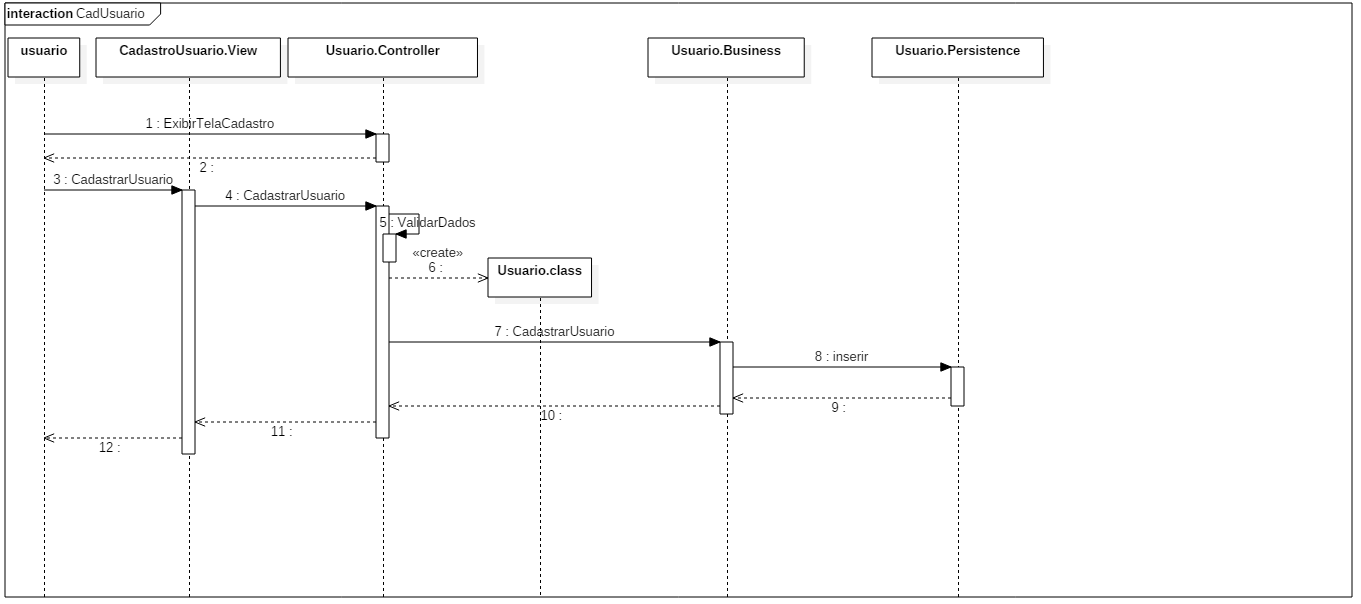 interaction CadUsuario
usuario
CadastroUsuario.View
Usuario.Controller
Usuario.Business
Usuario.Persistence
1 : ExibirTelaCadastro
2 :
3 : CadastrarUsuario
4 : CadastrarUsuario
5 : ValidarDados
«create»
6 :
Usuario.class
7 : CadastrarUsuario
8 : inserir
9 :
10 :
11 :
12 :